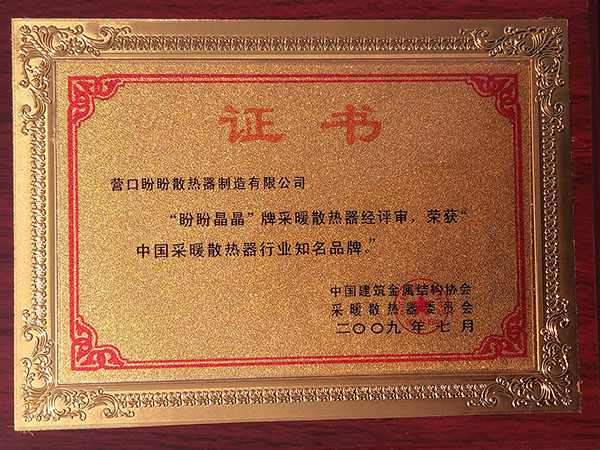 证书
营口盼盼散热器制造有限公司
“盼盼晶晶”牌采暖散热器经评审，荣获“
中国采暖散热器行业知名品牌。”
中国建筑金属结构协会
采暖散热器委员会
二〇〇九年七月